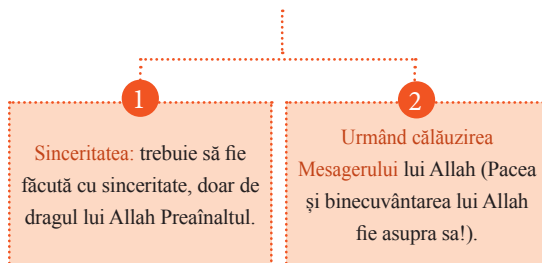 1
Sinceritatea: trebuie să fie
făcută cu sinceritate, doar de
dragul lui Allah Preaînaltul.
2
Urmând călăuzirea
Mesagerului lui Allah (Pacea
și binecuvântarea lui Allah
fie asupra sa!).